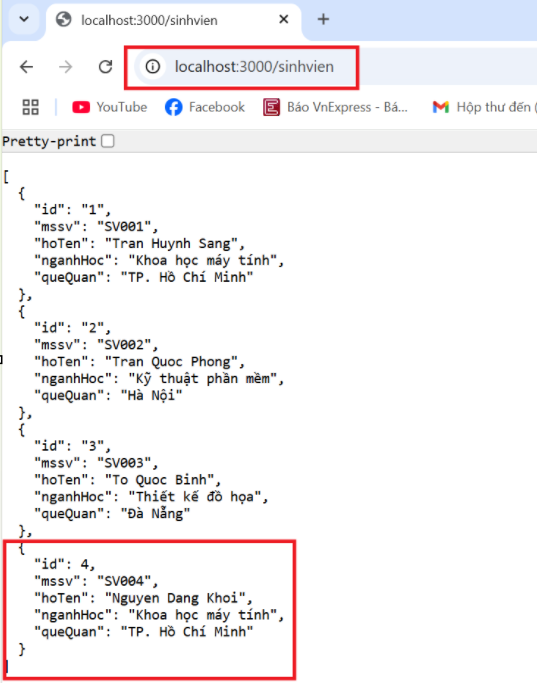 localhost:3000/sinhvien
localhost:3000/sinhvien
YouTube Facebook Báo VnExpress - Bá... Hộp thư đến (
Pretty-print
[
  {
    "id": "1",
    "mssv": "SV001",
    "hoTen": "Tran Huynh Sang",
    "nganhHoc": "Khoa học máy tính",
    "queQuan": "TP. Hồ Chí Minh"
  },
  {
    "id": "2",
    "mssv": "SV002",
    "hoTen": "Tran Quoc Phong",
    "nganhHoc": "Kỹ thuật phần mềm",
    "queQuan": "Hà Nội"
  },
  {
    "id": "3",
    "mssv": "SV003",
    "hoTen": "To Quoc Binh",
    "nganhHoc": "Thiết kế đồ họa",
    "queQuan": "Đà Nẵng"
  },
  {
    "id": 4,
    "mssv": "SV004",
    "hoTen": "Nguyen Dang Khoi",
    "nganhHoc": "Khoa học máy tính",
    "queQuan": "TP. Hồ Chí Minh"
  }
]